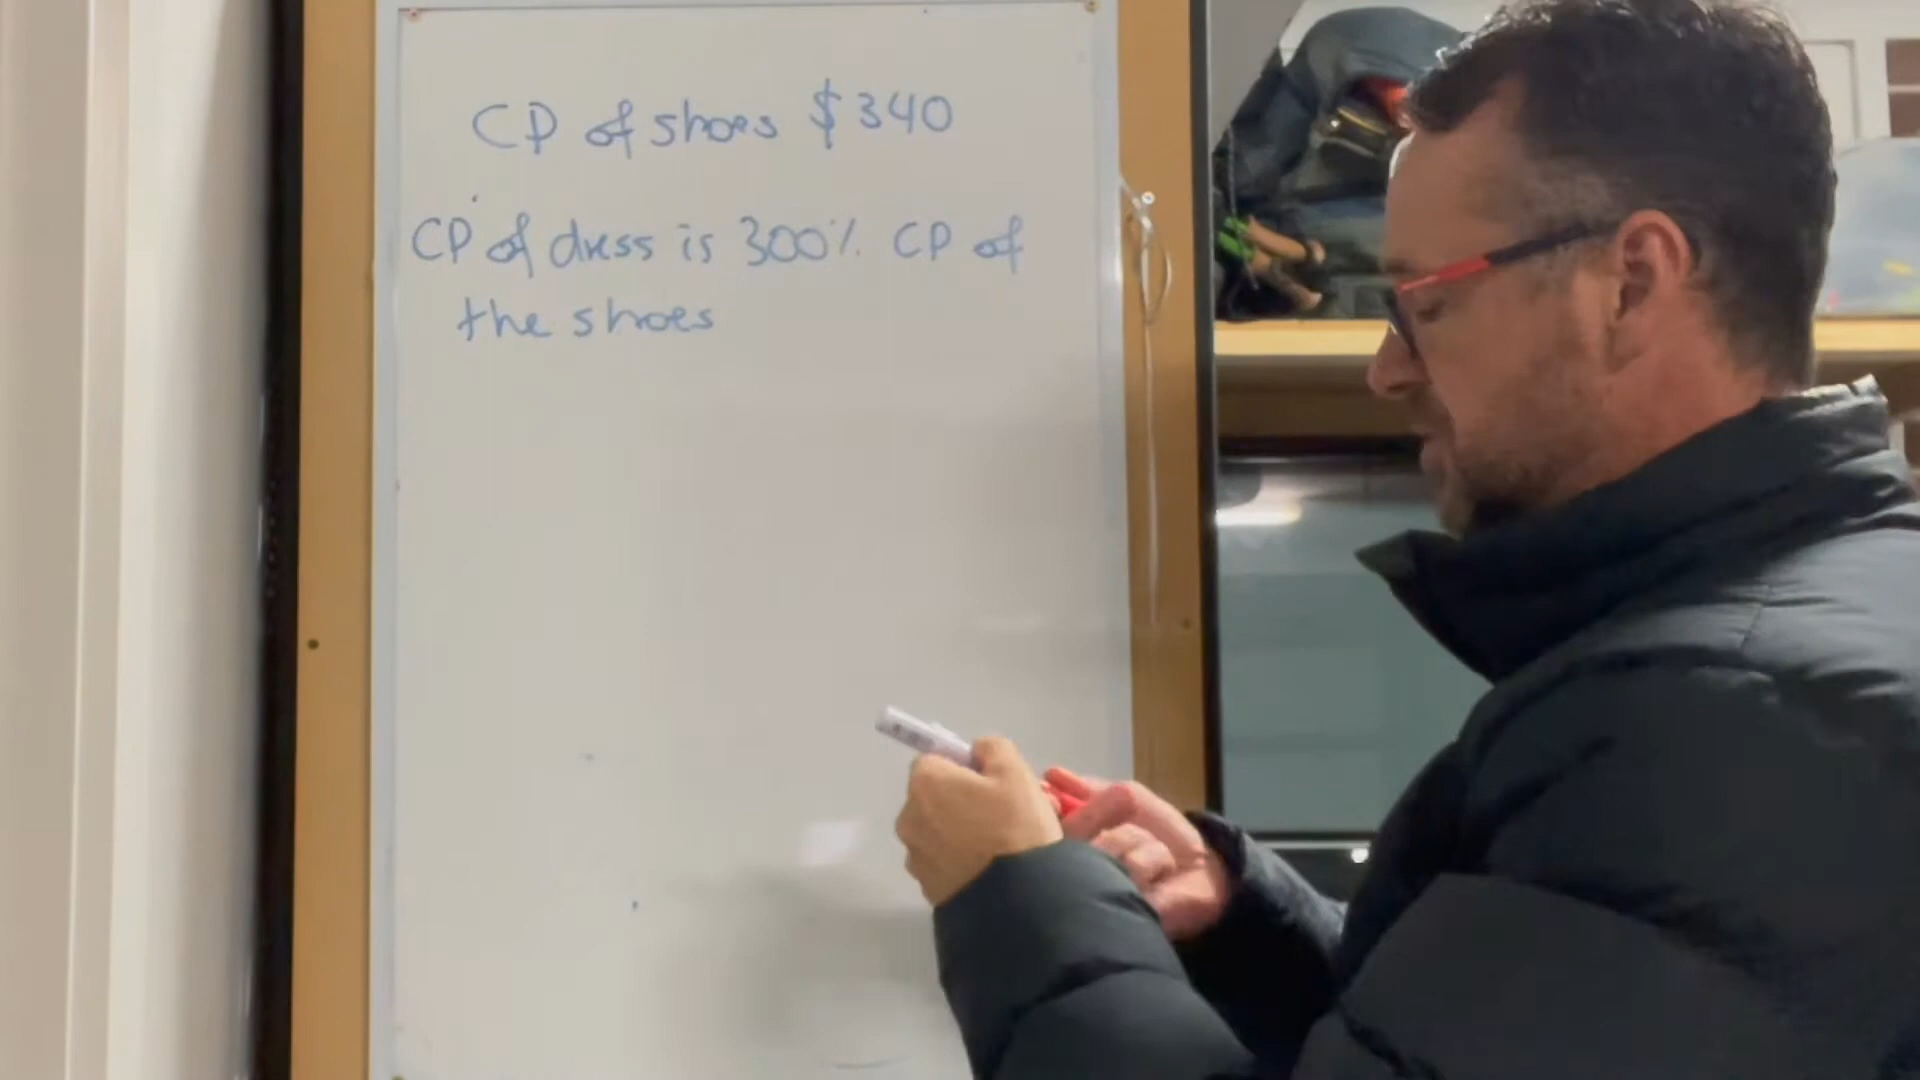 CP of shoes $340
CP of dress is 300% CP of
the shoes